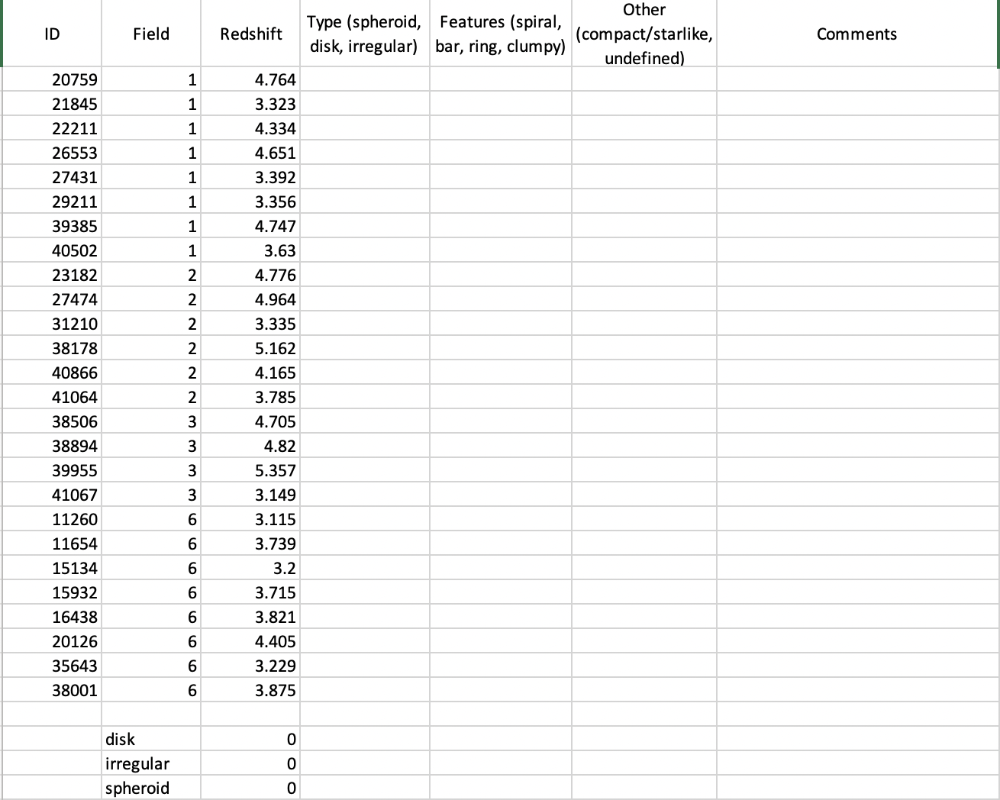 ID Field Redshift Type (spheroid, disk, irregular) Features (spiral, bar, ring, clumpy) Other (compact/starlike, undefined) Comments
20759 1 4.764
21845 1 3.323
22211 1 4.334
26553 1 4.651
27431 1 3.392
29211 1 3.356
39385 1 4.747
40502 1 3.63
23182 2 4.776
27474 2 4.964
31210 2 3.335
38178 2 5.162
40866 2 4.165
41064 2 3.785
38506 3 4.705
38894 3 4.82
39955 3 5.357
41067 3 3.149
11260 6 3.115
11654 6 3.739
15134 6 3.2
15932 6 3.715
16438 6 3.821
20126 6 4.405
35643 6 3.229
38001 6 3.875
disk 0
irregular 0
spheroid 0